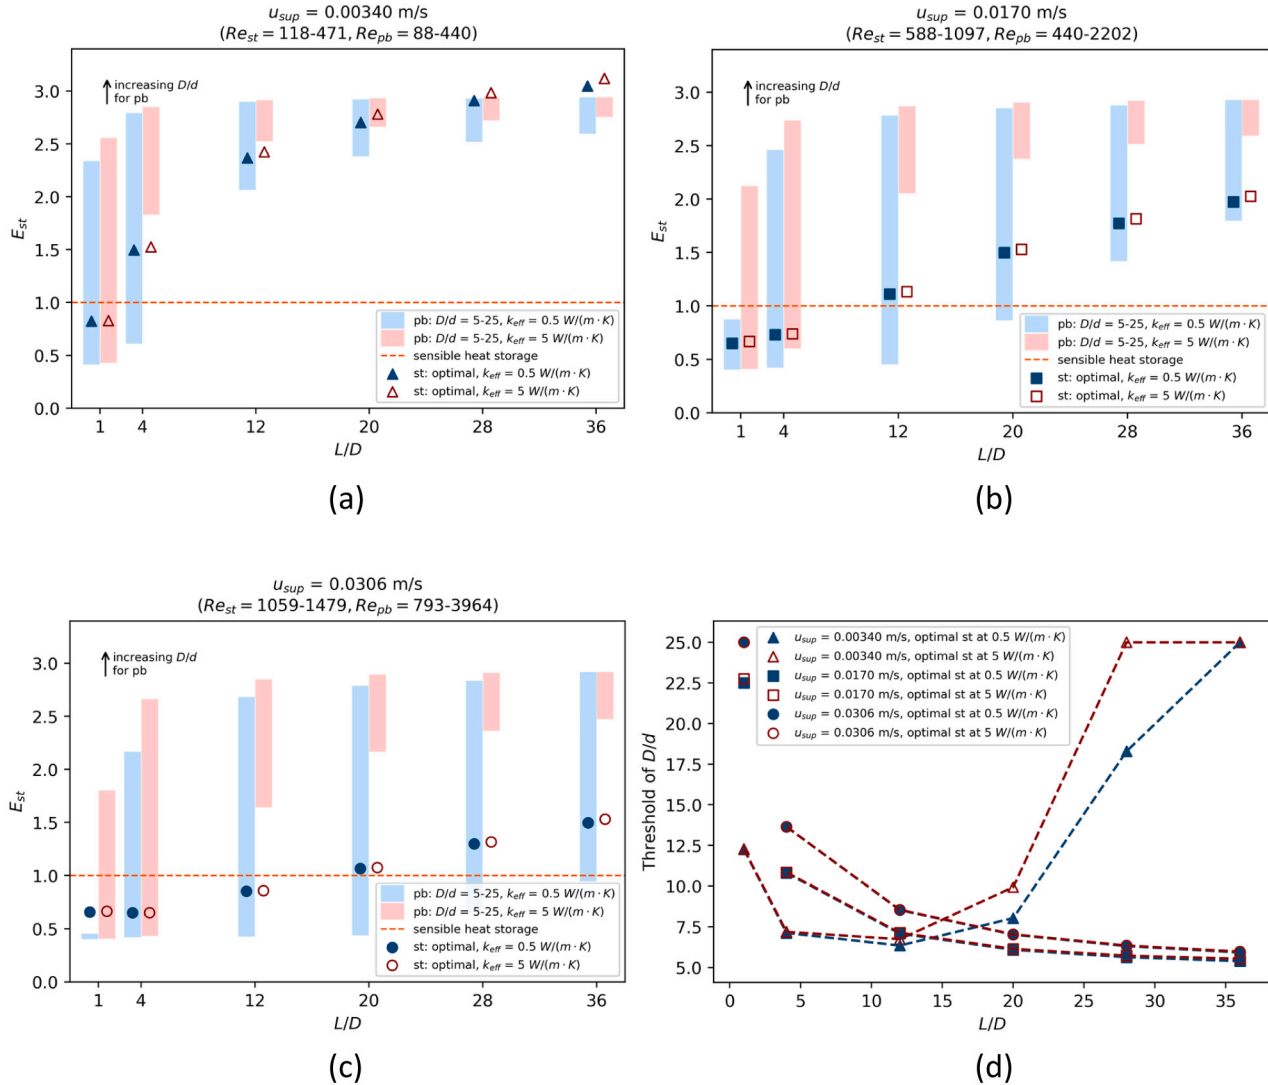 u_sup = 0.00340 m/s
(Re_st = 118-471, Re_pb = 88-440)
increasing D/d
for pb
3.0
2.5
2.0
1.5
1.0
0.5
0.0
E_st
pb: D/d = 5-25, k_eff = 0.5 W/(m · K)
pb: D/d = 5-25, k_eff = 5 W/(m · K)
sensible heat storage
st: optimal, k_eff = 0.5 W/(m · K)
st: optimal, k_eff = 5 W/(m · K)
1 4 12 20 28 36
L/D
(a)
u_sup = 0.0170 m/s
(Re_st = 588-1097, Re_pb = 440-2202)
increasing D/d
for pb
3.0
2.5
2.0
1.5
1.0
0.5
0.0
E_st
pb: D/d = 5-25, k_eff = 0.5 W/(m · K)
pb: D/d = 5-25, k_eff = 5 W/(m · K)
sensible heat storage
st: optimal, k_eff = 0.5 W/(m · K)
st: optimal, k_eff = 5 W/(m · K)
1 4 12 20 28 36
L/D
(b)
u_sup = 0.0306 m/s
(Re_st = 1059-1479, Re_pb = 793-3964)
increasing D/d
for pb
3.0
2.5
2.0
1.5
1.0
0.5
0.0
E_st
pb: D/d = 5-25, k_eff = 0.5 W/(m · K)
pb: D/d = 5-25, k_eff = 5 W/(m · K)
sensible heat storage
st: optimal, k_eff = 0.5 W/(m · K)
st: optimal, k_eff = 5 W/(m · K)
1 4 12 20 28 36
L/D
(c)
25.0
22.5
20.0
17.5
15.0
12.5
10.0
7.5
5.0
Threshold of D/d
u_sup = 0.00340 m/s, optimal st at 0.5 W/(m · K)
u_sup = 0.00340 m/s, optimal st at 5 W/(m · K)
u_sup = 0.0170 m/s, optimal st at 0.5 W/(m · K)
u_sup = 0.0170 m/s, optimal st at 5 W/(m · K)
u_sup = 0.0306 m/s, optimal st at 0.5 W/(m · K)
u_sup = 0.0306 m/s, optimal st at 5 W/(m · K)
0 5 10 15 20 25 30 35
L/D
(d)